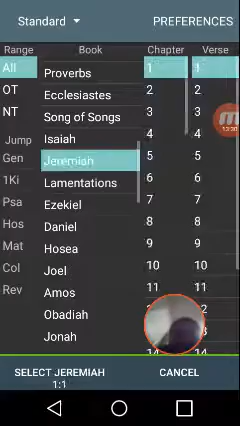 Standard PREFERENCES
Range Book Chapter Verse
All Proverbs 1 1
OT Ecclesiastes 2 2
NT Song of Songs 3 3
Isaiah 4 4
Jump
Gen Jeremiah 5 5
1Ki Lamentations 6 6
Psa Ezekiel 7 7
Hos Daniel 8 8
Mat Hosea 9 9
Col Joel 10 10
Rev Amos 11 11
Obadiah
Jonah
SELECT JEREMIAH CANCEL
1:1